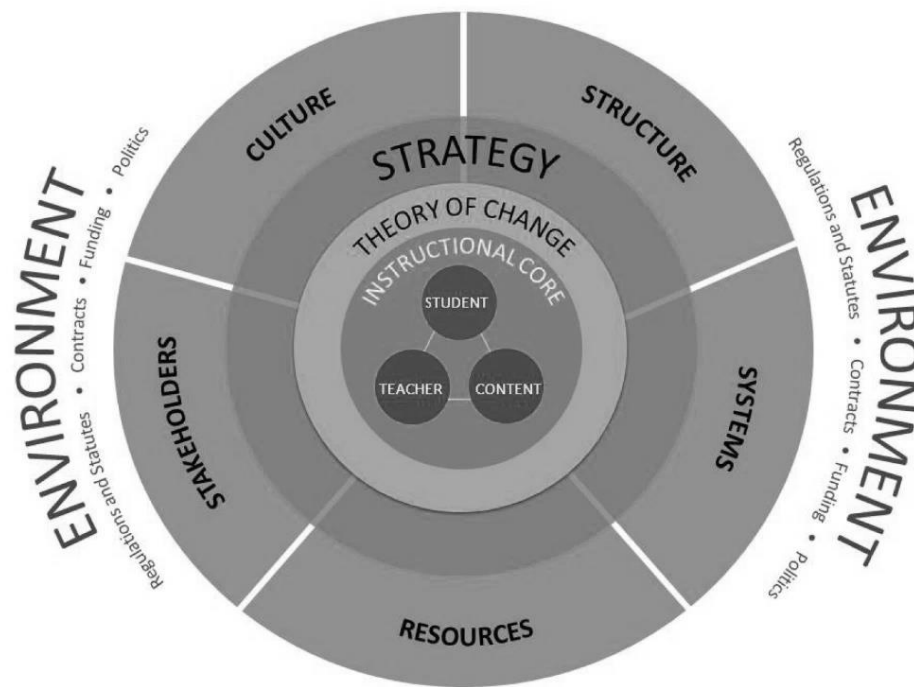 CULTURE
STRUCTURE
STRATEGY
THEORY OF CHANGE
INSTRUCTIONAL CORE
STUDENT
TEACHER
CONTENT
STAKEHOLDERS
SYSTEMS
RESOURCES
ENVIRONMENT
Regulations and Statutes • Contracts • Funding • Politics
ENVIRONMENT
Regulations and Statutes • Contracts • Funding • Politics